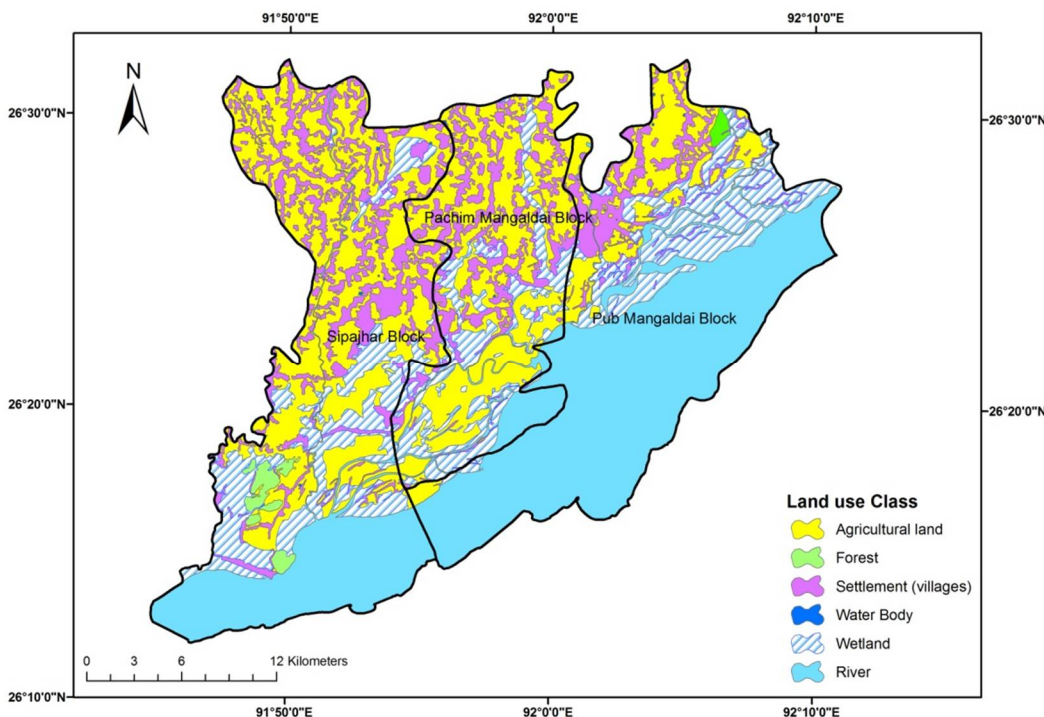 91°50'0"E 92°0'0"E 92°10'0"E
N
26°30'0"N 26°30'0"N
Pachim Mangaldai Block
Pub Mangaldai Block
Sipajhar Block
26°20'0"N 26°20'0"N
Land use Class
Agricultural land
Forest
Settlement (villages)
Water Body
Wetland
River
0 3 6 12 Kilometers
26°10'0"N 26°10'0"N
91°50'0"E 92°0'0"E 92°10'0"E